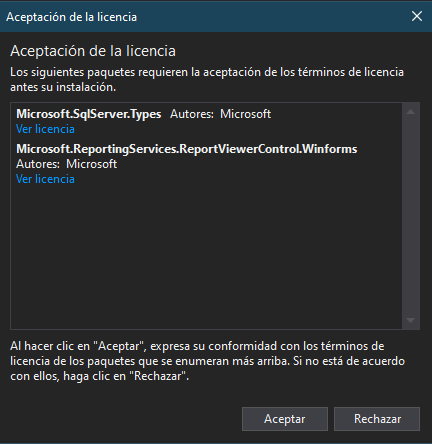 Aceptación de la licencia
Aceptación de la licencia
Los siguientes paquetes requieren la aceptación de los términos de licencia
antes su instalación.
Microsoft.SqlServer.Types Autores: Microsoft
Ver licencia
Microsoft.ReportingServices.ReportViewerControl.Winforms
Autores: Microsoft
Ver licencia
Al hacer clic en "Aceptar", expresa su conformidad con los términos de
licencia de los paquetes que se enumeran más arriba. Si no está de acuerdo
con ellos, haga clic en "Rechazar".
Aceptar Rechazar